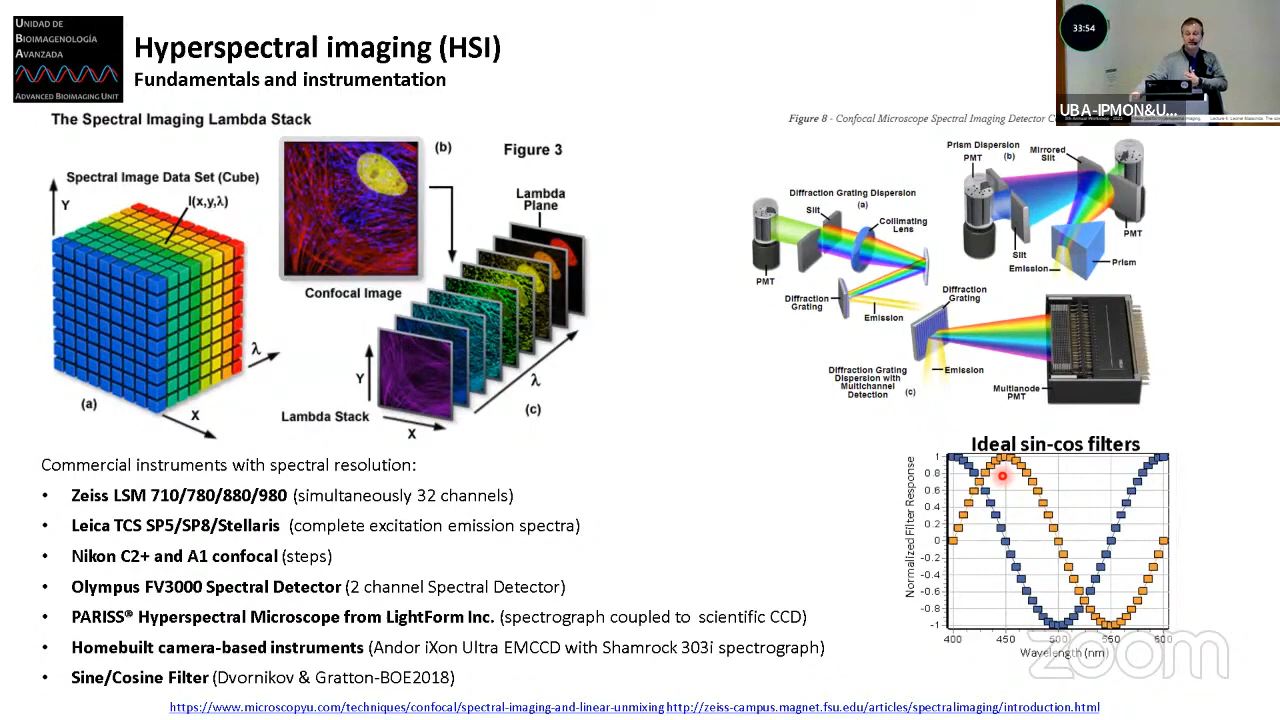 UNIDAD DE
BIOIMAGENOLOGÍA
AVANZADA
ADVANCED BIOIMAGING UNIT
Hyperspectral imaging (HSI)
Fundamentals and instrumentation
33:54
UBA-IPMON&U...
The Spectral Imaging Lambda Stack
Spectral Image Data Set (Cube)
Y
I(x,y,λ)
λ
X
(a)
(b)
Confocal Image
Figure 3
Lambda
Plane
Y
Lambda Stack
X
λ
(c)
Figure 8 - Confocal Microscope Spectral Imaging Detector C
Diffraction Grating Dispersion
(a)
Slit
Collimating
Lens
PMT
Diffraction
Grating
Emission
Prism Dispersion
PMT
(b)
Mirrored
Slit
PMT
Slit
Emission
Prism
Diffraction
Grating
Emission
Diffraction Grating
Dispersion with
Multichannel
Detection
(c)
Multianode
PMT
Commercial instruments with spectral resolution:
• Zeiss LSM 710/780/880/980 (simultaneously 32 channels)
• Leica TCS SP5/SP8/Stellaris (complete excitation emission spectra)
• Nikon C2+ and A1 confocal (steps)
• Olympus FV3000 Spectral Detector (2 channel Spectral Detector)
• PARISS® Hyperspectral Microscope from LightForm Inc. (spectrograph coupled to scientific CCD)
• Homebuilt camera-based instruments (Andor iXon Ultra EMCCD with Shamrock 303i spectrograph)
• Sine/Cosine Filter (Dvornikov & Gratton-BOE2018)
Ideal sin-cos filters
Normalized Filter Response
1
0.8
0.6
0.4
0.2
0
-0.2
-0.4
-0.6
-0.8
-1
400 450 500 550 600
Wavelength (nm)
zoom
https://www.microscopyu.com/techniques/confocal/spectral-imaging-and-linear-unmixing http://zeiss-campus.magnet.fsu.edu/articles/spectralimaging/introduction.html